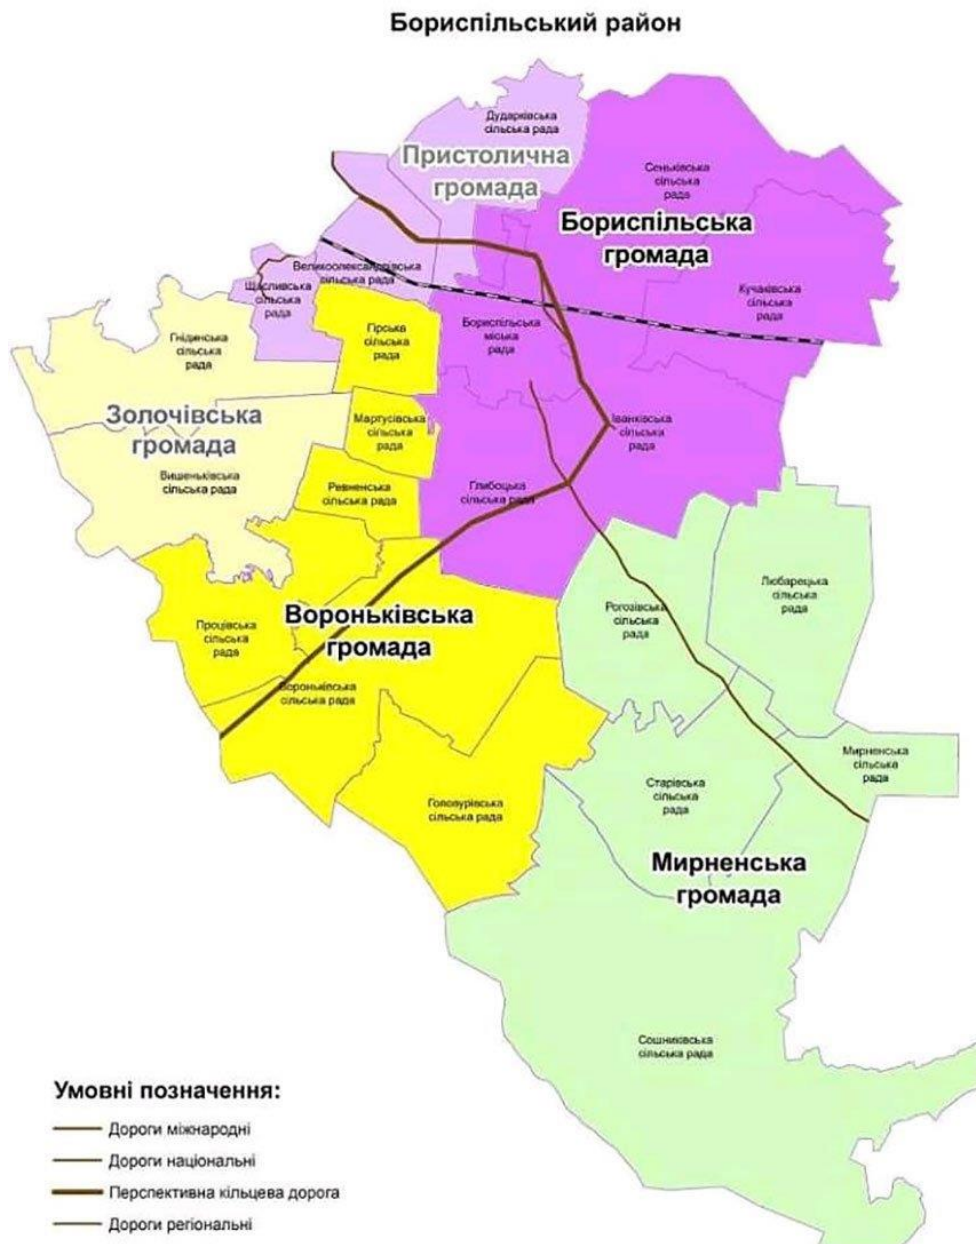 Бориспільський район
Дударківська
сільська рада
Пристолична
громада
Сеньківська
сільська
рада
Бориспільська
громада
Великоолександрівська
сільська рада
Щасливська
сільська
рада
Кучаківська
сільська
рада
Гнідинська
сільська
рада
Гірська
сільська
рада
Бориспільська
міська
рада
Золочівська
громада
Мартусівська
сільська
рада
Іванківська
сільська
рада
Вишеньківська
сільська рада
Ревненська
сільська рада
Глибоцька
сільська рада
Любарецька
сільська
рада
Вороньківська
громада
Рогозівська
сільська
рада
Процівська
сільська
рада
Вороньківська
сільська рада
Мирненська
сільська
рада
Старівська
сільська
рада
Головурівська
сільська рада
Мирненська
громада
Сошниківська
сільська рада
Умовні позначення:
Дороги міжнародні
Дороги національні
Перспективна кільцева дорога
Дороги регіональні